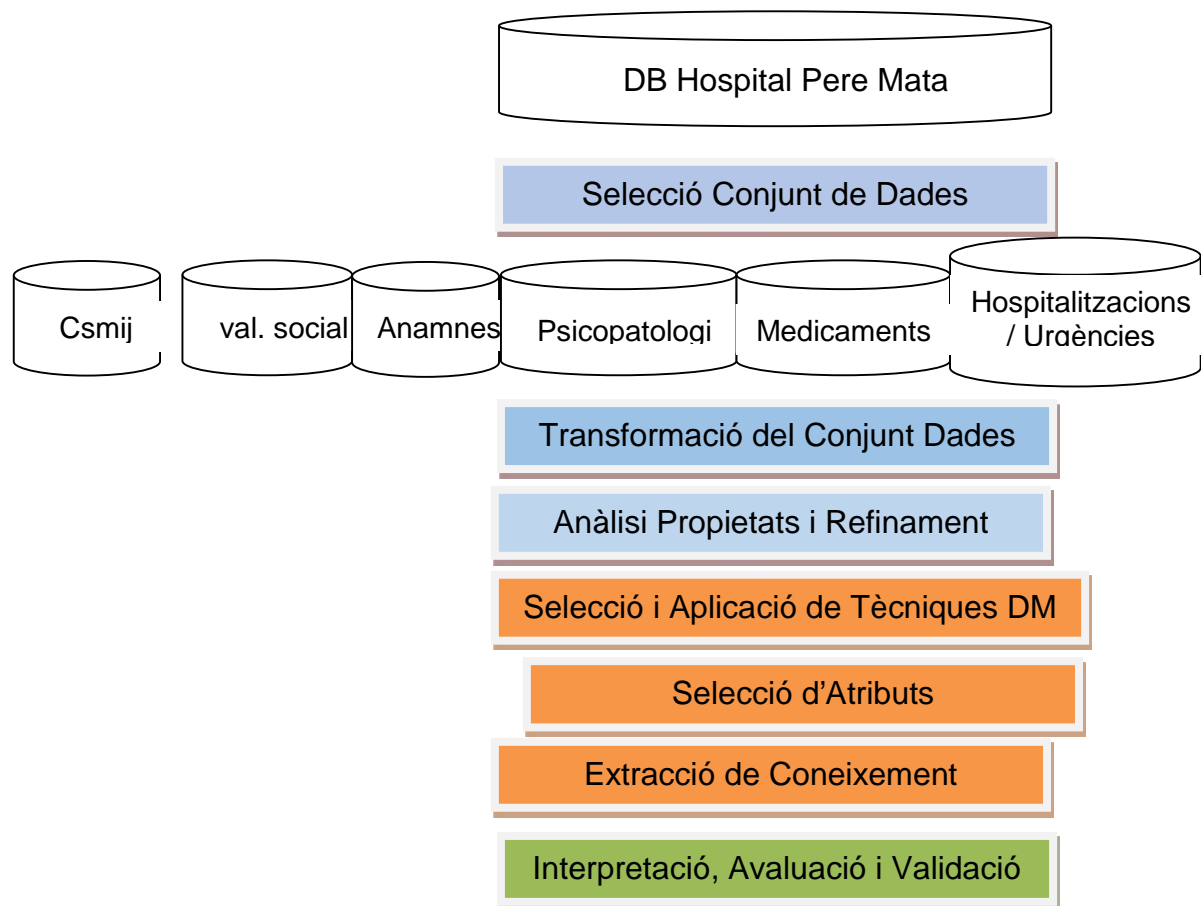 DB Hospital Pere Mata
Selecció Conjunt de Dades
Csmij
val. social
Anamnes
Psicopatologi
Medicaments
Hospitalitzacions
/ Urgències
Transformació del Conjunt Dades
Anàlisi Propietats i Refinament
Selecció i Aplicació de Tècniques DM
Selecció d'Atributs
Extracció de Coneixement
Interpretació, Avaluació i Validació